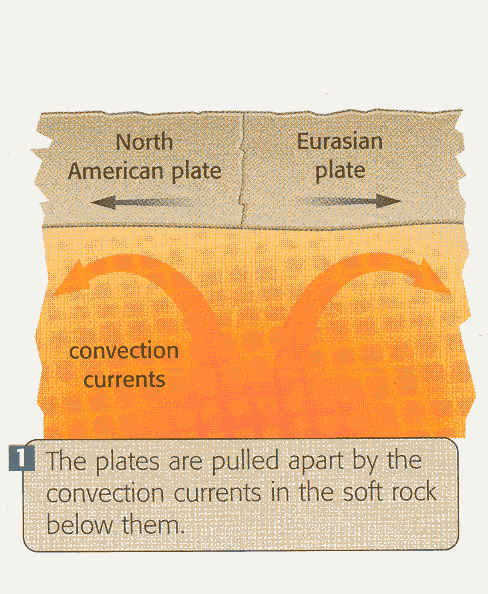 North
American plate
Eurasian
plate
convection
currents
1
The plates are pulled apart by the
convection currents in the soft rock
below them.